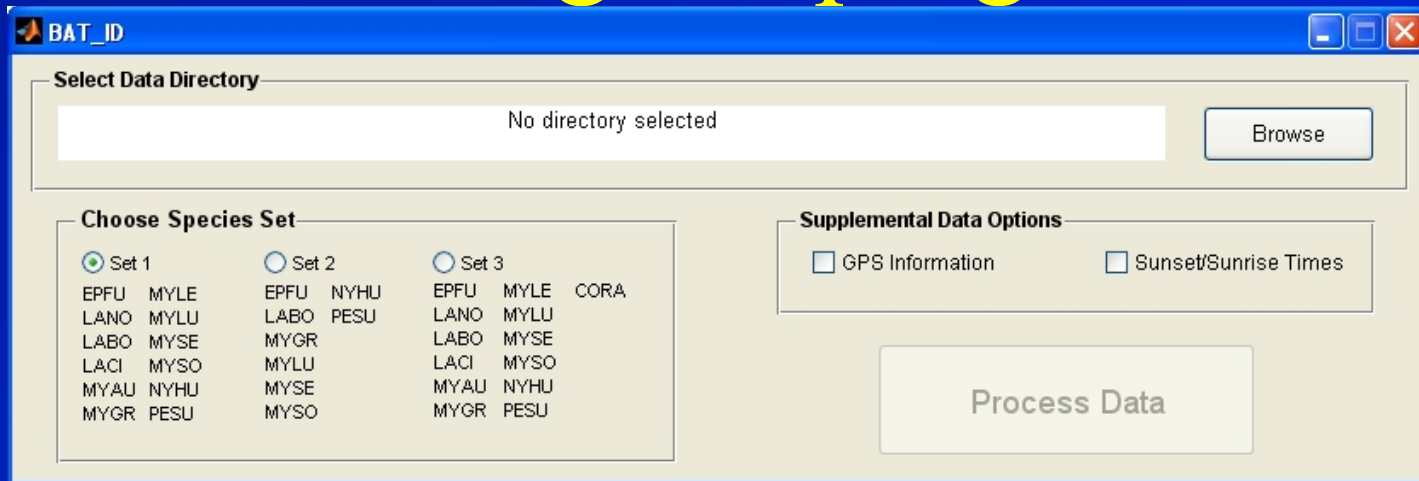 BAT_ID
Select Data Directory
No directory selected
Browse
Choose Species Set
Set 1 Set 2 Set 3
EPFU MYLE EPFU NYHU EPFU MYLE CORA
LANO MYLU LABO PESU LANO MYLU
LABO MYSE MYGR LABO MYSE
LACI MYSO MYLU LACI MYSO
MYAU NYHU MYSE MYAU NYHU
MYGR PESU MYSO MYGR PESU
Supplemental Data Options
GPS Information Sunset/Sunrise Times
Process Data